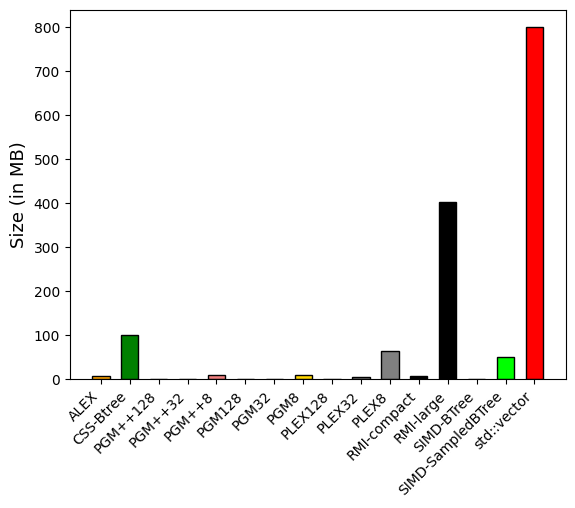 Size (in MB)
800
700
600
500
400
300
200
100
0
ALEX
CSS-Btree
PGM++128
PGM++32
PGM++8
PGM128
PGM32
PGM8
PLEX128
PLEX32
PLEX8
RMI-compact
RMI-large
SIMD-BTree
SIMD-SampledBTree
std::vector